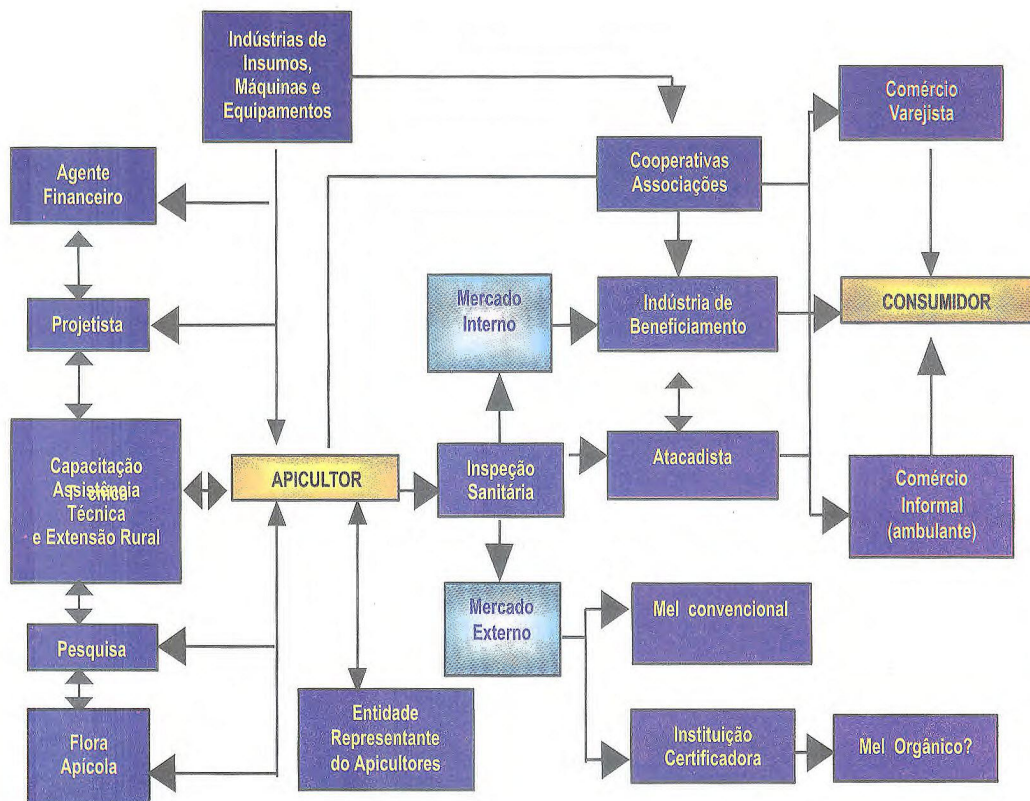 Indústrias de
Insumos,
Máquinas e
Equipamentos
Comércio
Varejista
Cooperativas
Associações
Agente
Financeiro
Mercado
Interno
Indústria de
Beneficiamento
CONSUMIDOR
Projetista
Capacitação
Assistência
Técnica
e Extensão Rural
APICULTOR
Inspeção
Sanitária
Atacadista
Comércio
Informal
(ambulante)
Mercado
Externo
Mel convencional
Pesquisa
Entidade
Representante
do Apicultores
Flora
Apícola
Instituição
Certificadora
Mel Orgânico?